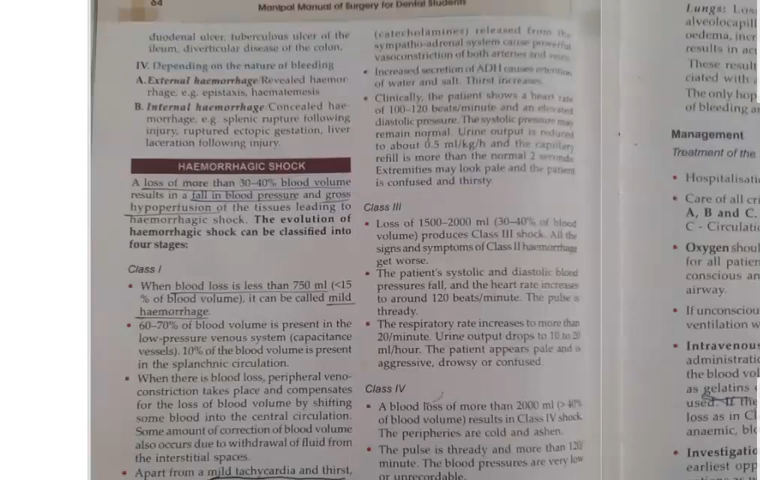 64
Manipal Manual of Surgery for Dental Students
duodenal ulcer, tuberculous ulcer of the
ileum, diverticular disease of the colon.
IV. Depending on the nature of bleeding
A. External haemorrhage/Revealed haemor-
rhage, e.g. epistaxis, haematemesis
B. Internal haemorrhage/Concealed hae-
morrhage, e.g. splenic rupture following
injury, ruptured ectopic gestation, liver
laceration following injury.
HAEMORRHAGIC SHOCK
A loss of more than 30-40% blood volume
results in a fall in blood pressure and gross
hypoperfusion of the tissues leading to
haemorrhagic shock. The evolution of
haemorrhagic shock can be classified into
four stages:
Class I
• When blood loss is less than 750 ml (<15
% of blood volume), it can be called mild
haemorrhage.
• 60-70% of blood volume is present in the
low-pressure venous system (capacitance
vessels). 10% of the blood volume is present
in the splanchnic circulation.
• When there is blood loss, peripheral veno-
constriction takes place and compensates
for the loss of blood volume by shifting
some blood into the central circulation.
Some amount of correction of blood volume
also occurs due to withdrawal of fluid from
the interstitial spaces.
• Apart from a mild tachycardia and thirst,
(catecholamines) released from the
sympatho-adrenal system cause powerful
vasoconstriction of both arteries and veins.
• Increased secretion of ADH causes retention
of water and salt. Thirst increases.
• Clinically, the patient shows a heart rate
of 100-120 beats/minute and an elevated
diastolic pressure. The systolic pressure may
remain normal. Urine output is reduced
to about 0.5 ml/kg/h and the capillary
refill is more than the normal 2 seconds.
Extremities may look pale and the patient
is confused and thirsty.
Class III
• Loss of 1500-2000 ml (30-40% of blood
volume) produces Class III shock. All the
signs and symptoms of Class II haemorrhage
get worse.
• The patient's systolic and diastolic blood
pressures fall, and the heart rate increases
to around 120 beats/minute. The pulse is
thready.
• The respiratory rate increases to more than
20/minute. Urine output drops to 10 to 20
ml/hour. The patient appears pale and is
aggressive, drowsy or confused.
Class IV
• A blood loss of more than 2000 ml (> 40%
of blood volume) results in Class IV shock.
The peripheries are cold and ashen.
• The pulse is thready and more than 120/
minute. The blood pressures are very low
or unrecordable.
Lungs: Los
alveolocapill
oedema, incr
results in acu
These result
ciated with
The only hop
of bleeding a
Management
Treatment of the
• Hospitalisati
• Care of all cri
A, B and C.
C - Circulatic
• Oxygen shoul
for all patien
conscious an
airway.
• If unconsciou
ventilation w
• Intravenous
administratic
the blood vol
as gelatins
used. If the
loss as in Cl
anaemic, blo
• Investigatio
earliest opp